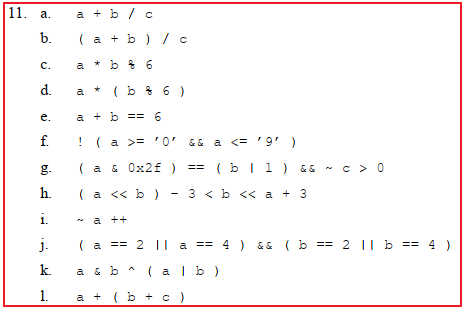 11. a. a + b / c
b. ( a + b ) / c
c. a * b % 6
d. a * ( b % 6 )
e. a + b == 6
f. ! ( a >= ’0’ && a <= ’9’ )
g. ( a & 0x2f ) == ( b | 1 ) && ~ c > 0
h. ( a << b ) - 3 < b << a + 3
i. ~ a ++
j. ( a == 2 || a == 4 ) && ( b == 2 || b == 4 )
k. a & b ^ ( a | b )
l. a + ( b + c )